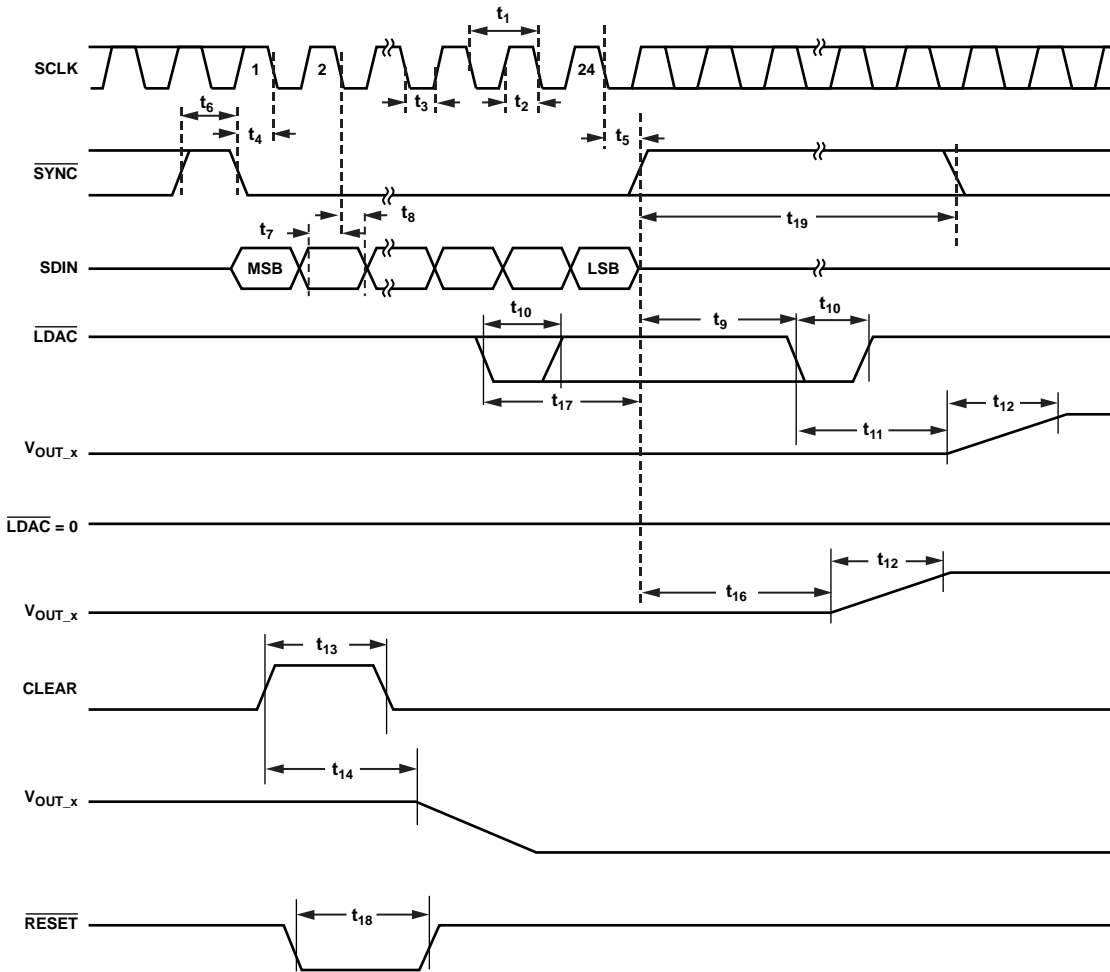 t₁
SCLK 1 2 24
t₃ t₂
t₆
t₄ t₅
SYNC
t₁₉
t₇ t₈
SDIN MSB LSB
t₁₀ t₉ t₁₀
LDAC
t₁₇
t₁₂
t₁₁
VOUT_x
LDAC = 0
t₁₂
t₁₆
VOUT_x
t₁₃
CLEAR
t₁₄
VOUT_x
t₁₈
RESET